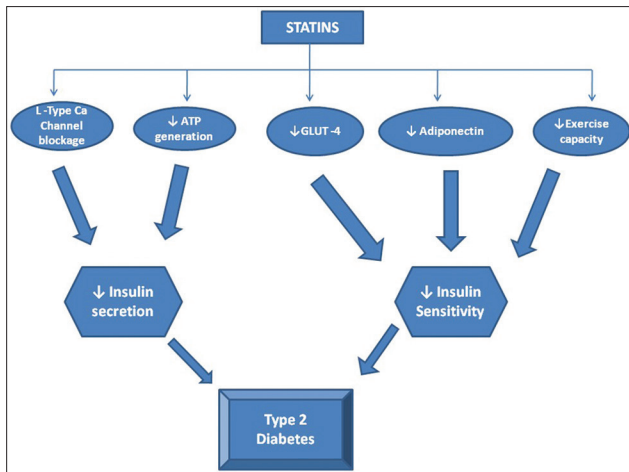 STATINS
L -Type Ca
Channel
blockage
↓ ATP
generation
↓GLUT -4
↓ Adiponectin
↓Exercise
capacity
↓ Insulin
secretion
↓ Insulin
Sensitivity
Type 2
Diabetes